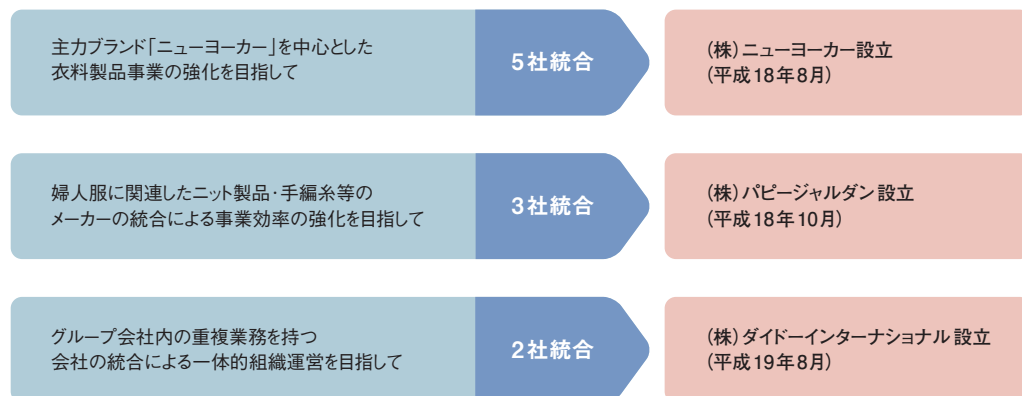 主力ブランド「ニューヨーカー」を中心とした
衣料製品事業の強化を目指して
5社統合
(株)ニューヨーカー設立
(平成18年8月)
婦人服に関連したニット製品・手編糸等の
メーカーの統合による事業効率の強化を目指して
3社統合
(株)パピージャルダン設立
(平成18年10月)
グループ会社内の重複業務を持つ
会社の統合による一体的組織運営を目指して
2社統合
(株)ダイドーインターナショナル設立
(平成19年8月)